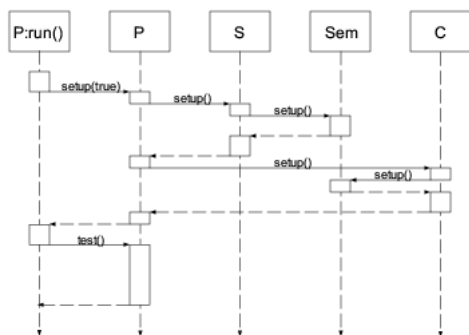 P:run() P S Sem C
setup(true)
setup()
setup()
setup()
setup()
test()